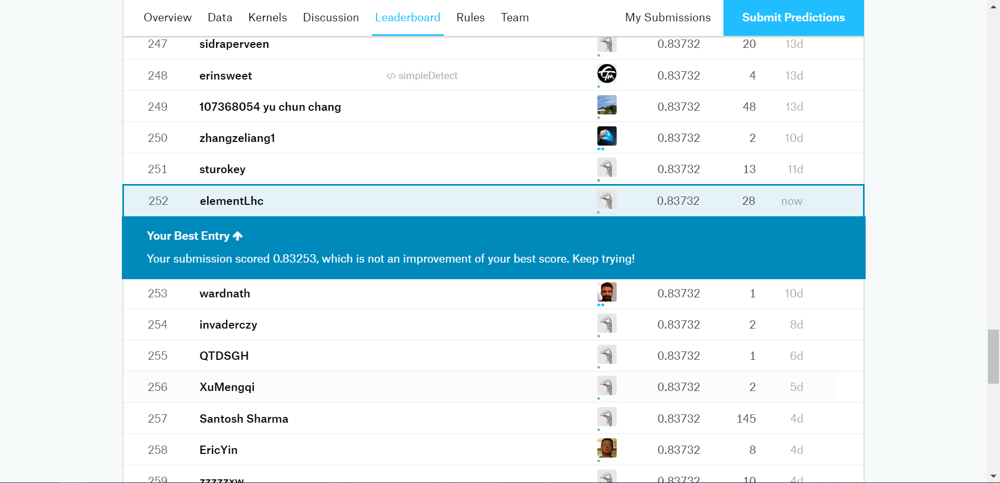 Overview Data Kernels Discussion Leaderboard Rules Team My Submissions Submit Predictions
247 sidraperveen 0.83732 20 13d
248 erinsweet </> simpleDetect 0.83732 4 13d
249 107368054 yu chun chang 0.83732 48 13d
250 zhangzeliang1 0.83732 2 10d
251 sturokey 0.83732 13 11d
252 elementLhc 0.83732 28 now
Your Best Entry
Your submission scored 0.83253, which is not an improvement of your best score. Keep trying!
253 wardnath 0.83732 1 10d
254 invaderczy 0.83732 2 8d
255 QTDSGH 0.83732 1 6d
256 XuMengqi 0.83732 2 5d
257 Santosh Sharma 0.83732 145 4d
258 EricYin 0.83732 8 4d
259 zzzzzxw 0.83732 10 4d